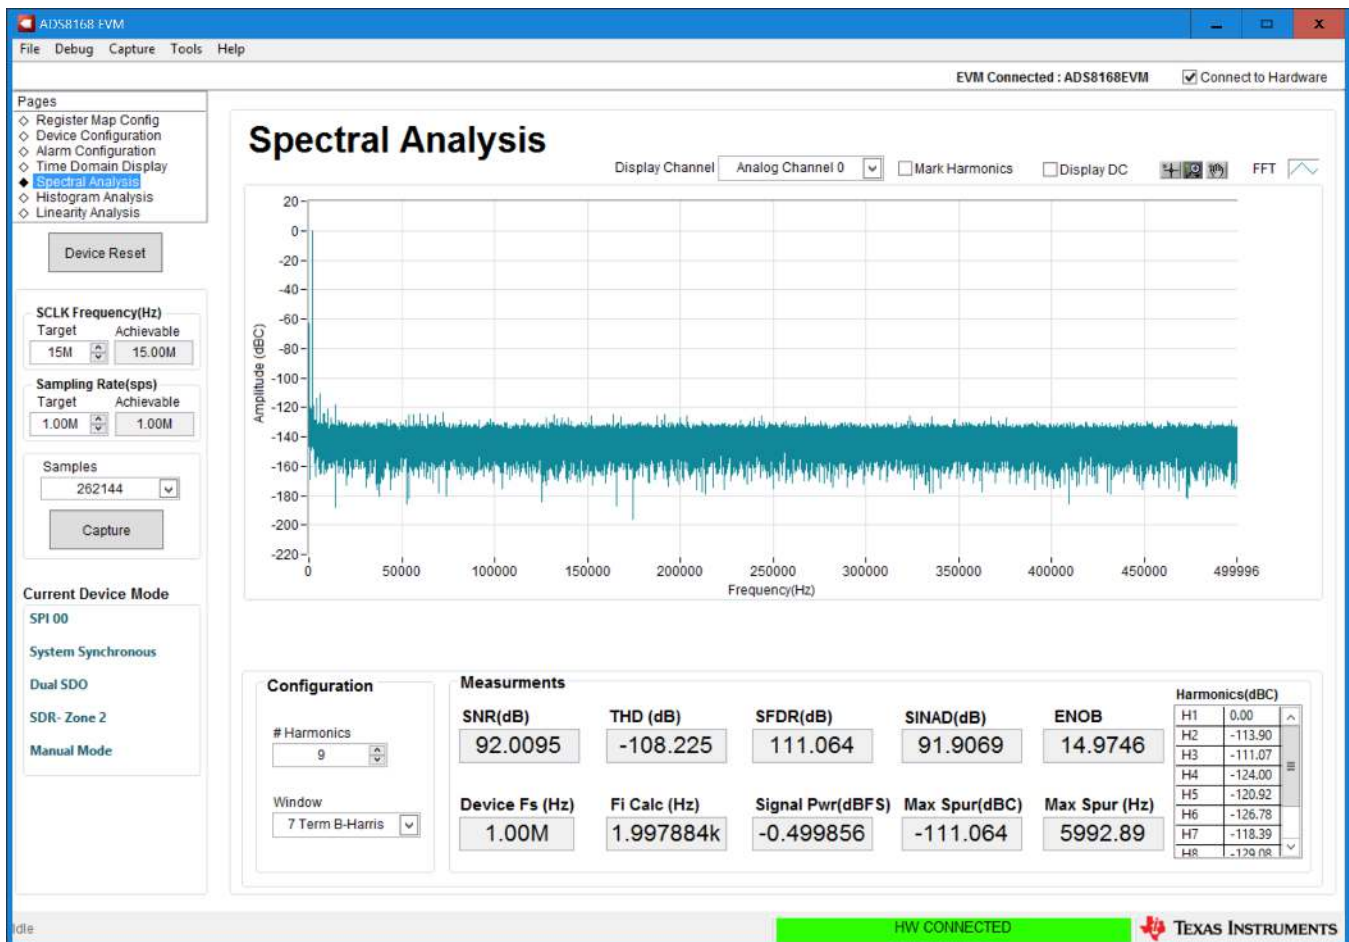 ADS8168 EVM
File Debug Capture Tools Help
EVM Connected : ADS8168EVM Connect to Hardware
Pages
Register Map Config
Device Configuration
Alarm Configuration
Time Domain Display
Spectral Analysis
Histogram Analysis
Linearity Analysis
Device Reset
SCLK Frequency(Hz)
Target Achievable
15M 15.00M
Sampling Rate(sps)
Target Achievable
1.00M 1.00M
Samples
262144
Capture
Current Device Mode
SPI 00
System Synchronous
Dual SDO
SDR- Zone 2
Manual Mode
Spectral Analysis
Display Channel Analog Channel 0 Mark Harmonics Display DC FFT
Amplitude (dBC)
20
0
-20
-40
-60
-80
-100
-120
-140
-160
-180
-200
-220
0 50000 100000 150000 200000 250000 300000 350000 400000 450000 499996
Frequency(Hz)
Configuration
# Harmonics
9
Window
7 Term B-Harris
Measurments
SNR(dB) THD (dB) SFDR(dB) SINAD(dB) ENOB
92.0095 -108.225 111.064 91.9069 14.9746
Device Fs (Hz) Fi Calc (Hz) Signal Pwr(dBFS) Max Spur(dBC) Max Spur (Hz)
1.00M 1.997884k -0.499856 -111.064 5992.89
Harmonics(dBC)
H1 0.00
H2 -113.90
H3 -111.07
H4 -124.00
H5 -120.92
H6 -126.78
H7 -118.39
H8 -129.08
Idle
HW CONNECTED
TEXAS INSTRUMENTS